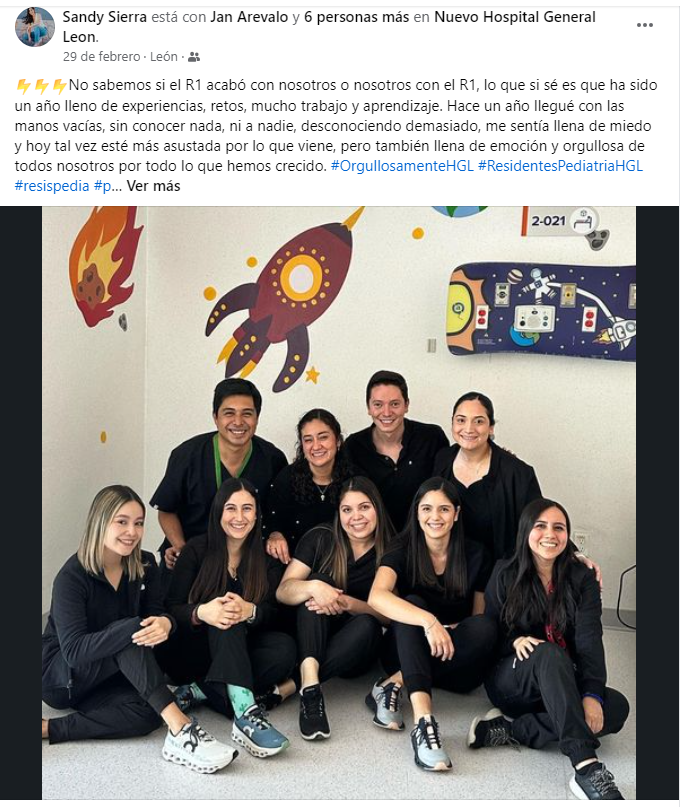 Sandy Sierra está con Jan Arevalo y 6 personas más en Nuevo Hospital General
Leon.
29 de febrero · León ·
⚡⚡⚡No sabemos si el R1 acabó con nosotros o nosotros con el R1, lo que si sé es que ha sido
un año lleno de experiencias, retos, mucho trabajo y aprendizaje. Hace un año llegué con las
manos vacías, sin conocer nada, ni a nadie, desconociendo demasiado, me sentía llena de miedo
y hoy tal vez esté más asustada por lo que viene, pero también llena de emoción y orgullosa de
todos nosotros por todo lo que hemos crecido. #OrgullosamenteHGL #ResidentesPediatriaHGL
#resispedia #p... Ver más
2-021